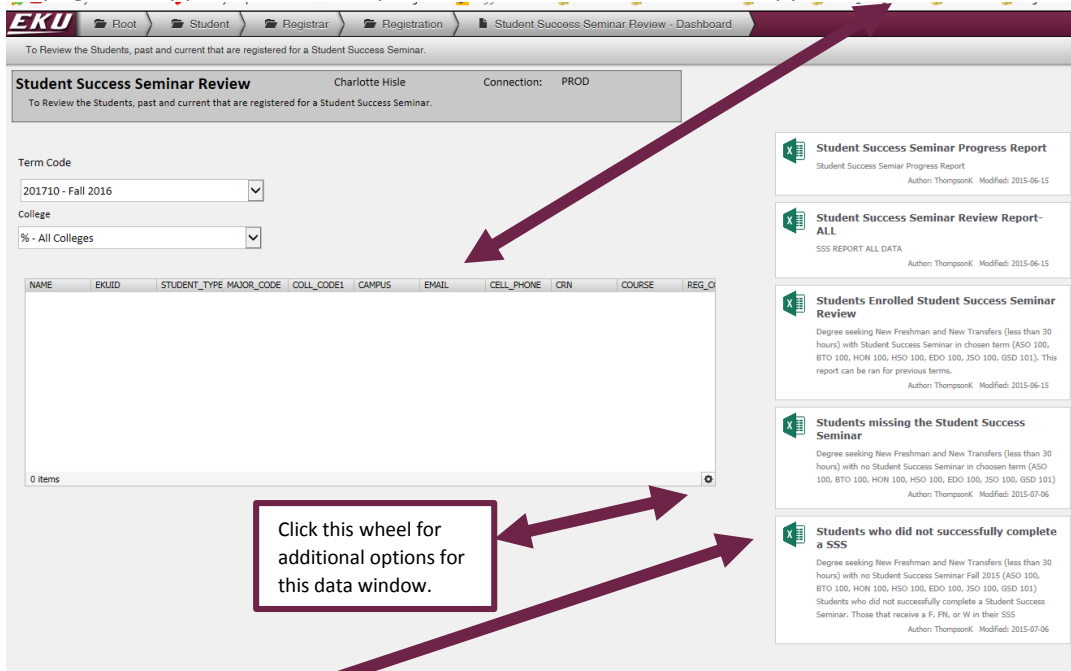 EKU Root Student Registrar Registration Student Success Seminar Review - Dashboard
To Review the Students, past and current that are registered for a Student Success Seminar.
Student Success Seminar Review Charlotte Hisle Connection: PROD
To Review the Students, past and current that are registered for a Student Success Seminar.
Term Code
201710 - Fall 2016
College
% - All Colleges
NAME EKUID STUDENT_TYPE MAJOR_CODE COLL_CODE1 CAMPUS EMAIL CELL_PHONE CRN COURSE REG_CO
0 items
Click this wheel for
additional options for
this data window.
Student Success Seminar Progress Report
Student Success Semiar Progress Report
Author: ThompsonK Modified: 2015-06-15
Student Success Seminar Review Report-
ALL
SSS REPORT ALL DATA
Author: ThompsonK Modified: 2015-06-15
Students Enrolled Student Success Seminar
Review
Degree seeking New Freshman and New Transfers (less than 30
hours) with Student Success Seminar in chosen term (ASO 100,
BTO 100, HON 100, HSO 100, EDO 100, JSO 100, GSD 101). This
report can be ran for previous terms.
Author: ThompsonK Modified: 2015-06-15
Students missing the Student Success
Seminar
Degree seeking New Freshman and New Transfers (less than 30
hours) with no Student Success Seminar in choosen term (ASO
100, BTO 100, HON 100, HSO 100, EDO 100, JSO 100, GSD 101)
Author: ThompsonK Modified: 2015-07-06
Students who did not successfully complete
a SSS
Degree seeking New Freshman and New Transfers (less than 30
hours) with no Student Success Seminar Fall 2015 (ASO 100,
BTO 100, HON 100, HSO 100, EDO 100, JSO 100, GSD 101)
Students who did not successfully complete a Student Success
Seminar. Those that receive a F, FN, or W in their SSS
Author: ThompsonK Modified: 2015-07-06